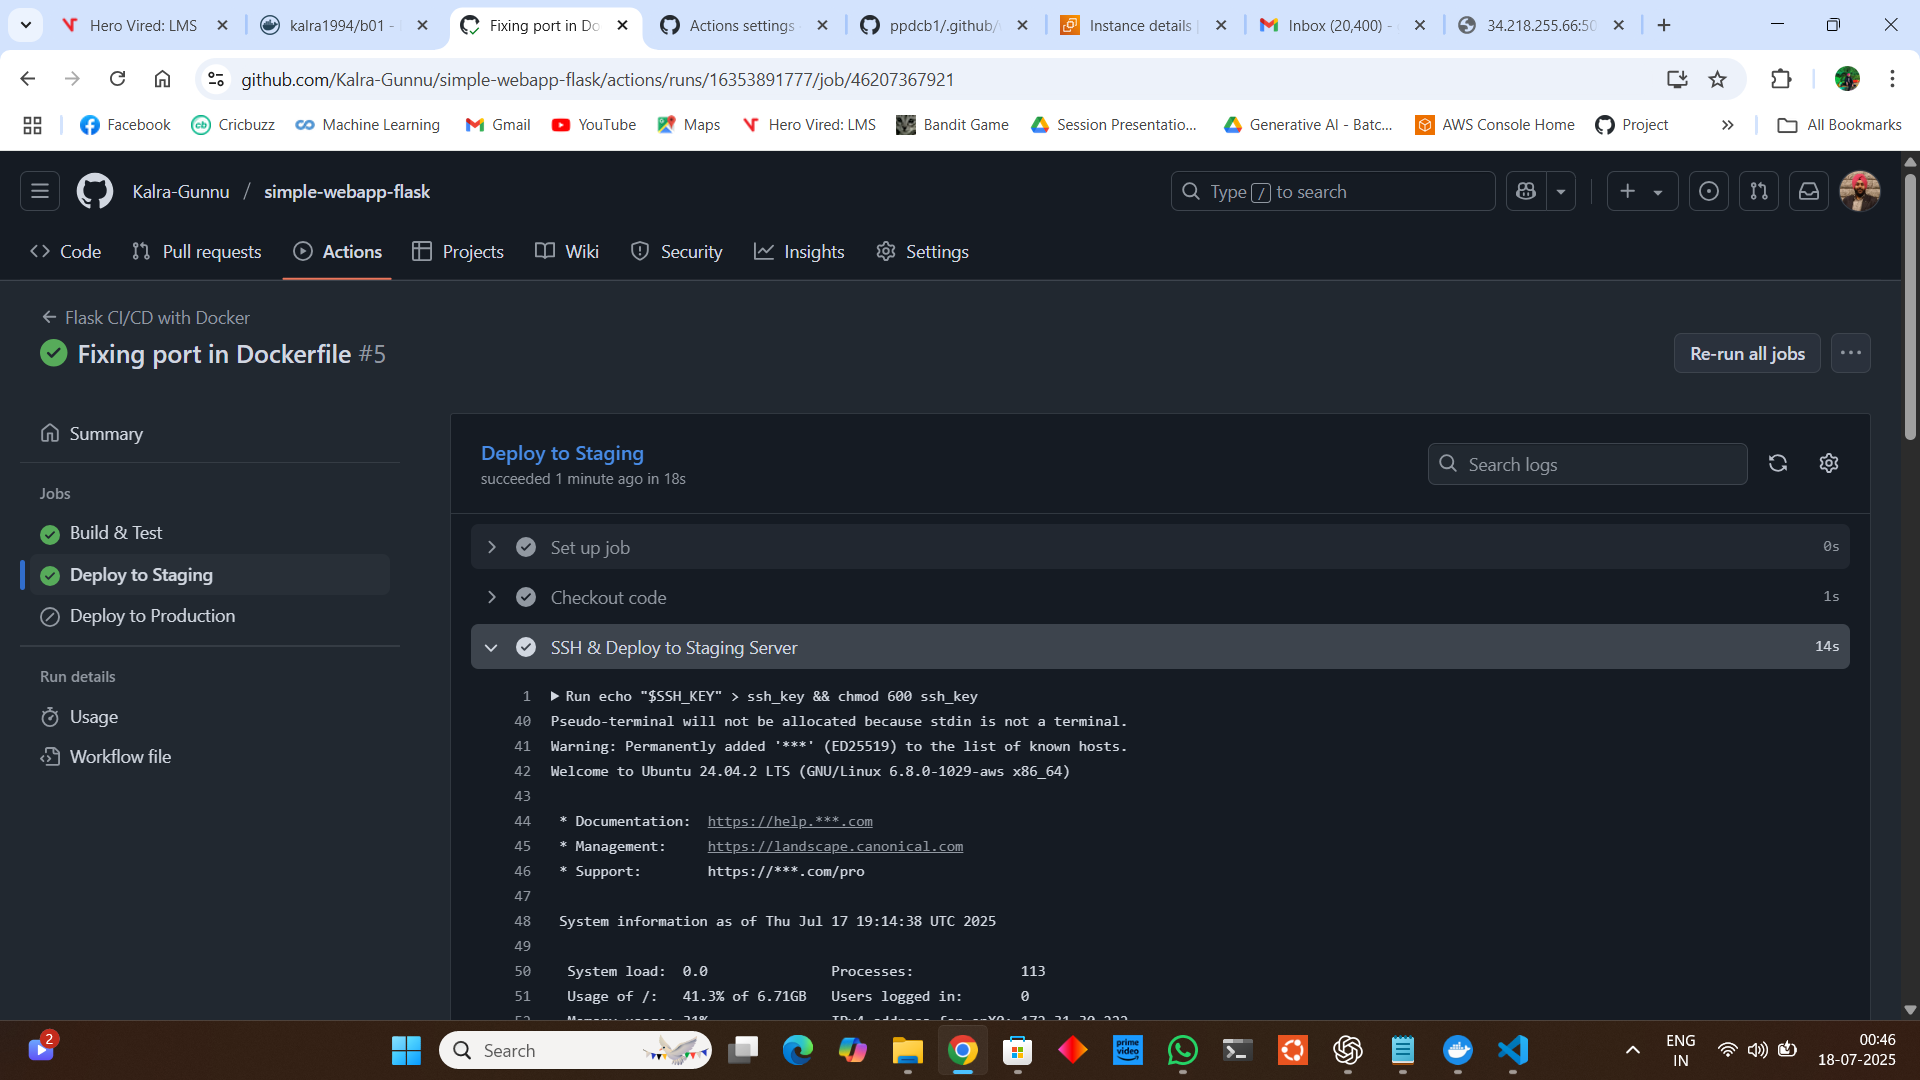 Hero Vired: LMS
kalra1994/b01 -
Fixing port in Do
Actions settings
ppdcb1/.github/
Instance details
Inbox (20,400) -
34.218.255.66:50
github.com/Kalra-Gunnu/simple-webapp-flask/actions/runs/16353891777/job/46207367921
Facebook
Cricbuzz
Machine Learning
Gmail
YouTube
Maps
Hero Vired: LMS
Bandit Game
Session Presentatio...
Generative AI - Batc...
AWS Console Home
Project
»
All Bookmarks
Kalra-Gunnu / simple-webapp-flask
Type / to search
Code
Pull requests
Actions
Projects
Wiki
Security
Insights
Settings
Flask CI/CD with Docker
Fixing port in Dockerfile #5
Re-run all jobs
Summary
Jobs
Build & Test
Deploy to Staging
Deploy to Production
Run details
Usage
Workflow file
Deploy to Staging
succeeded 1 minute ago in 18s
Search logs
Set up job 0s
Checkout code 1s
SSH & Deploy to Staging Server 14s
1 Run echo "$SSH_KEY" > ssh_key && chmod 600 ssh_key
40 Pseudo-terminal will not be allocated because stdin is not a terminal.
41 Warning: Permanently added '***' (ED25519) to the list of known hosts.
42 Welcome to Ubuntu 24.04.2 LTS (GNU/Linux 6.8.0-1029-aws x86_64)
43
44 * Documentation: https://help.***.com
45 * Management: https://landscape.canonical.com
46 * Support: https://***.com/pro
47
48 System information as of Thu Jul 17 19:14:38 UTC 2025
49
50 System load: 0.0 Processes: 113
51 Usage of /: 41.3% of 6.71GB Users logged in: 0
2
Search
prime video
ENG
IN
00:46
18-07-2025